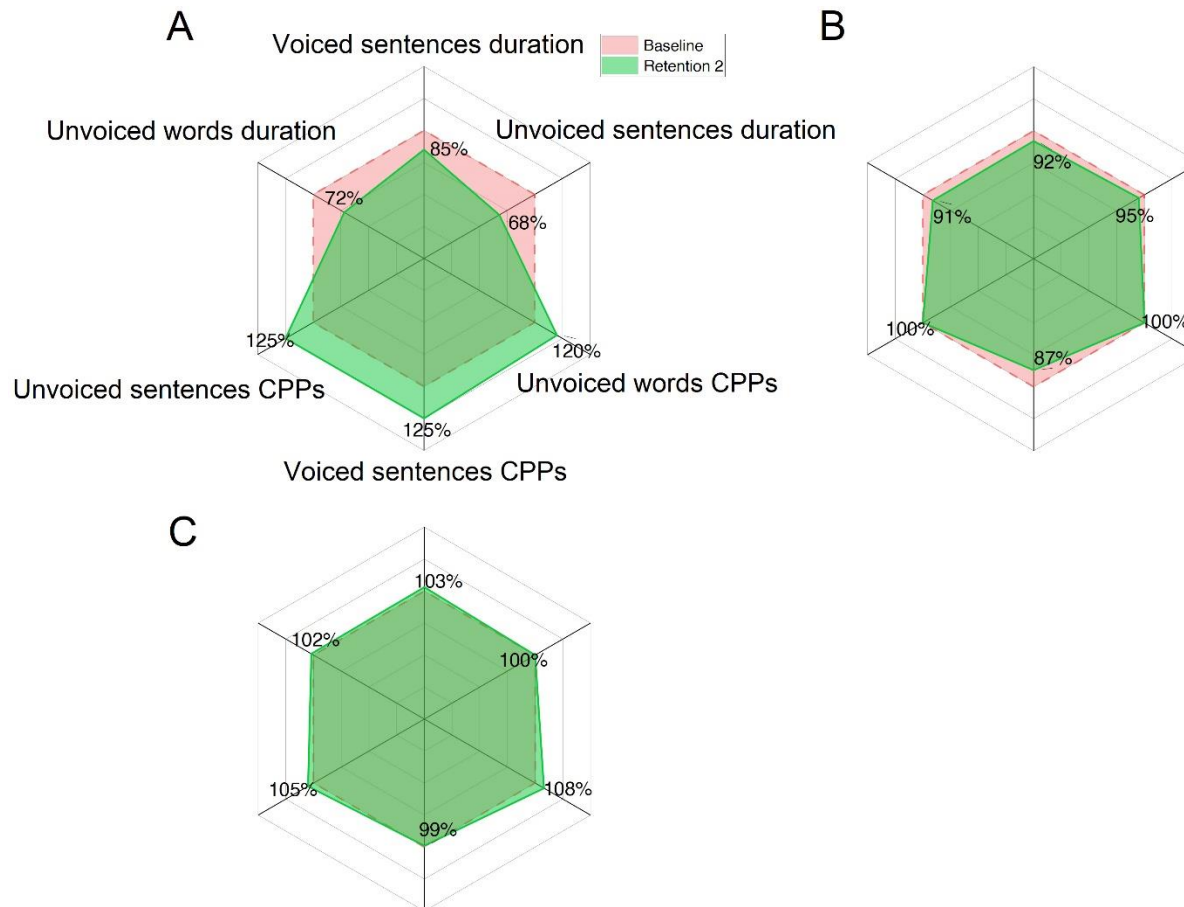 A
Voiced sentences duration
Baseline
Retention 2
Unvoiced words duration
Unvoiced sentences duration
85%
72%
68%
125%
120%
Unvoiced sentences CPPs
Unvoiced words CPPs
125%
Voiced sentences CPPs
B
92%
91%
95%
100%
100%
87%
C
103%
102%
100%
105%
108%
99%